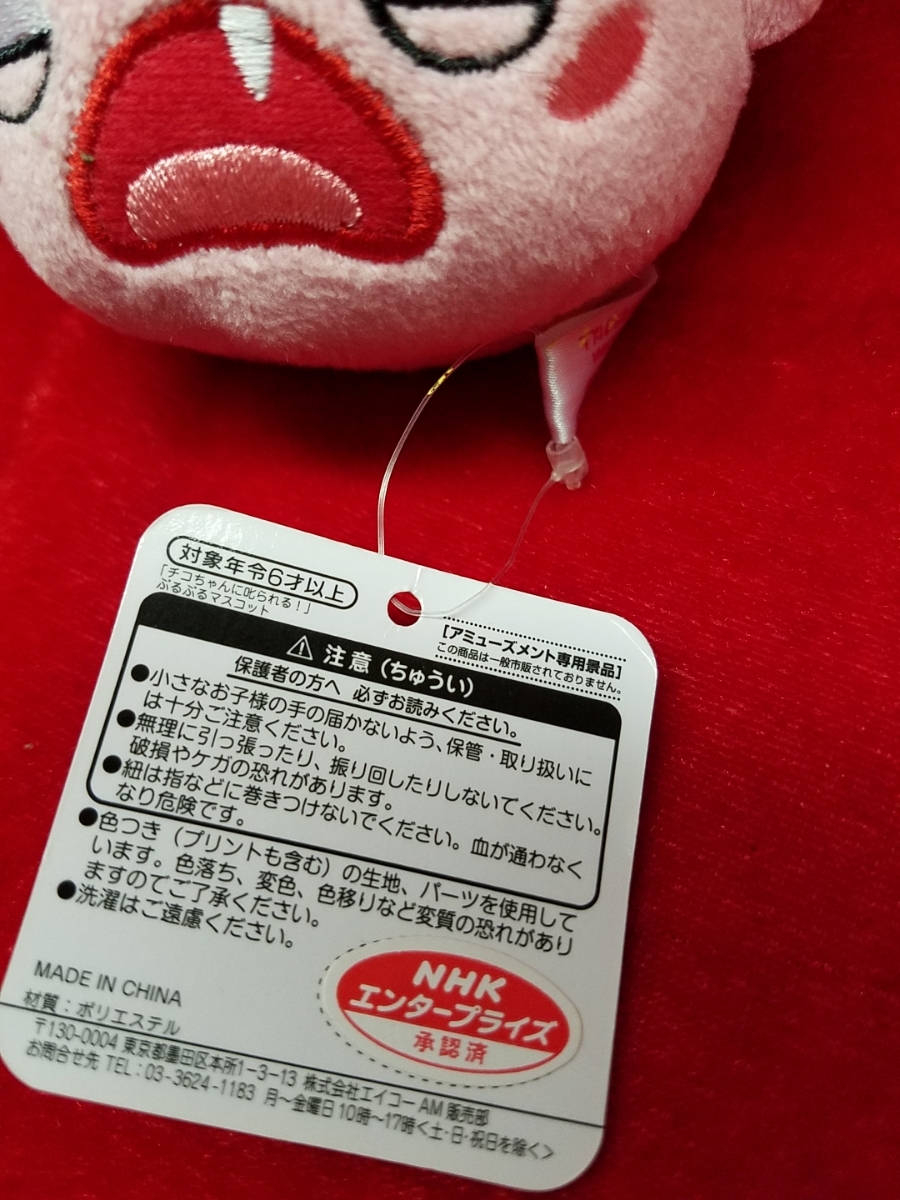 対象年令6才以上
「チコちゃんに叱られる！」
ぶるぶるマスコット
[アミューズメント専用景品]
この商品は一般市販されておりません。
⚠ 注意（ちゅうい）
保護者の方へ 必ずお読みください。
●小さなお子様の手の届かないよう、保管・取り扱いに
は十分ご注意ください。
●無理に引っ張ったり、振り回したりしないでください。
破損やケガの恐れがあります。
●紐は指などに巻きつけないでください。血が通わなく
なり危険です。
●色つき（プリントも含む）の生地、パーツを使用して
います。色落ち、変色、色移りなど変質の恐れがあり
ますのでご了承ください。
●洗濯はご遠慮ください。
NHK
エンタープライズ
承認済
MADE IN CHINA
材質：ポリエステル
〒130-0004 東京都墨田区本所1-3-13 株式会社エイコー AM 販売部
お問合せ先 TEL：03-3624-1183 月〜金曜日10時〜17時＜土・日・祝日を除く＞